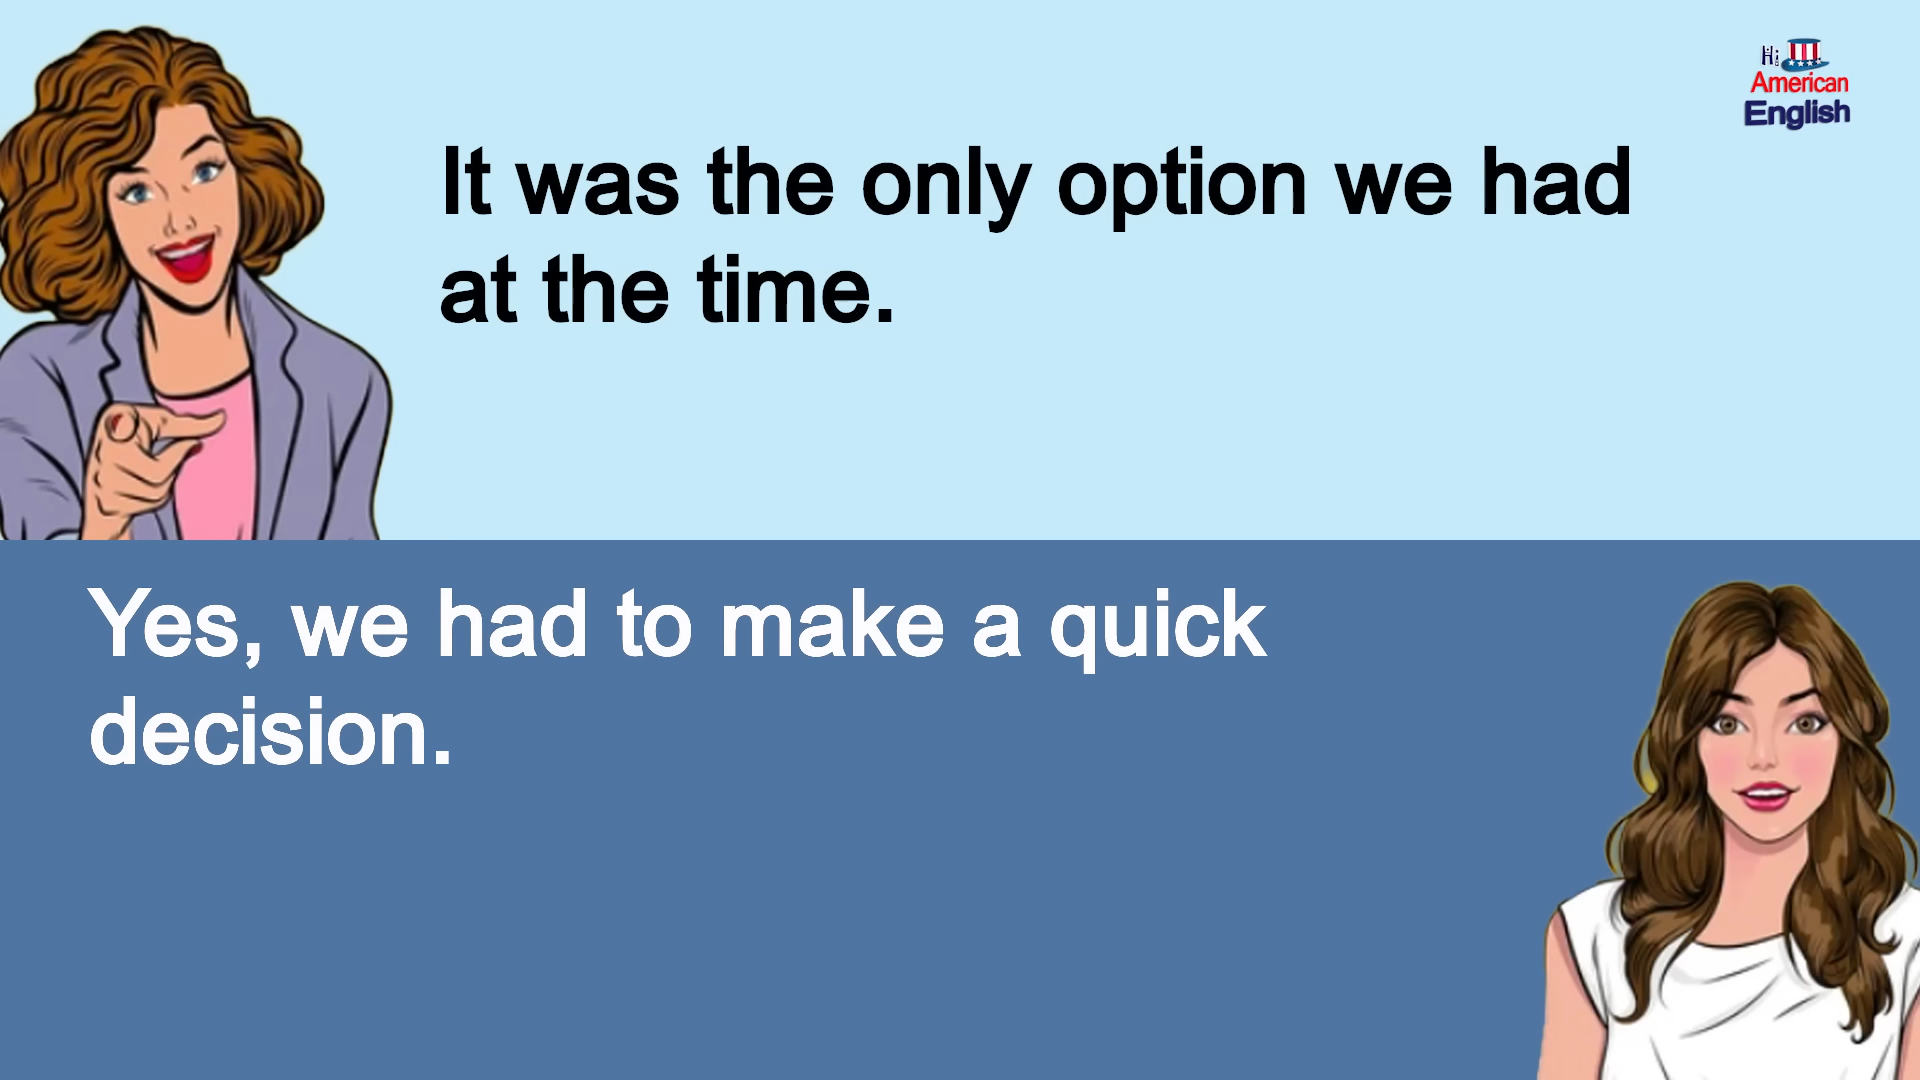 Hi
American
English
It was the only option we had
at the time.
Yes, we had to make a quick
decision.